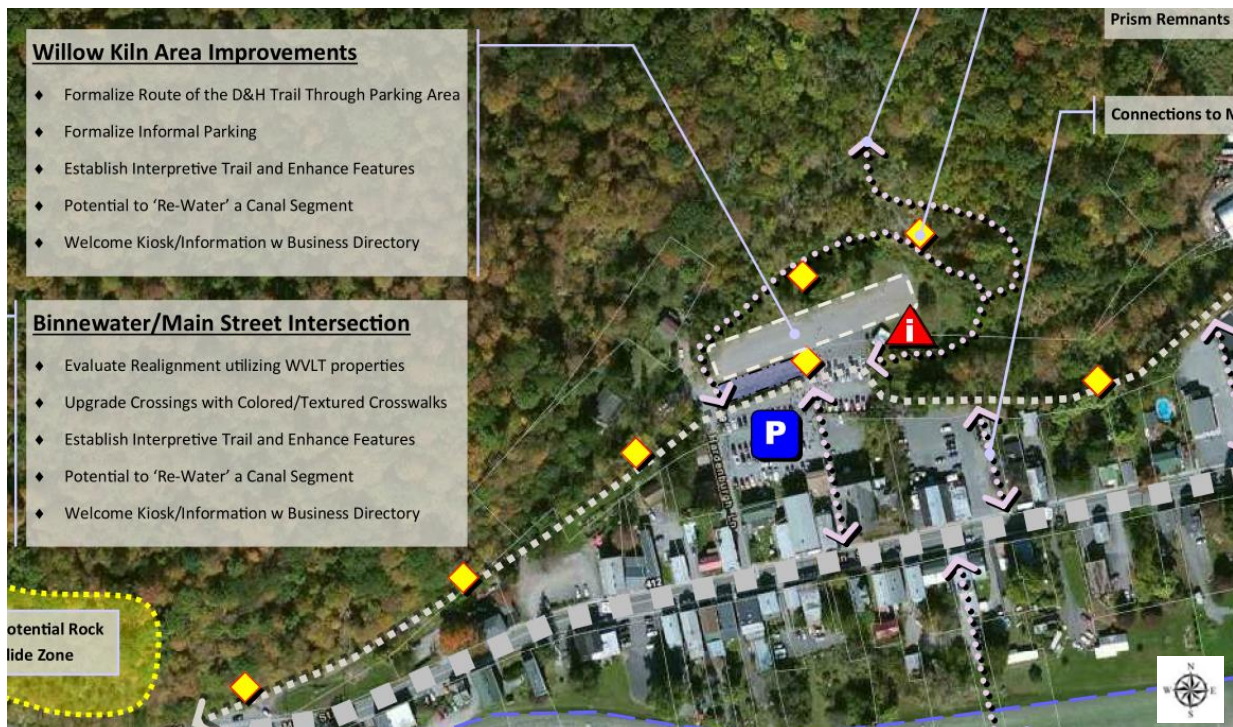 Prism Remnants
Willow Kiln Area Improvements
♦ Formalize Route of the D&H Trail Through Parking Area
♦ Formalize Informal Parking
♦ Establish Interpretive Trail and Enhance Features
♦ Potential to ‘Re-Water’ a Canal Segment
♦ Welcome Kiosk/Information w Business Directory
Connections to M
Binnewater/Main Street Intersection
♦ Evaluate Realignment utilizing WVLT properties
♦ Upgrade Crossings with Colored/Textured Crosswalks
♦ Establish Interpretive Trail and Enhance Features
♦ Potential to ‘Re-Water’ a Canal Segment
♦ Welcome Kiosk/Information w Business Directory
i
P
412
otential Rock
lide Zone
N
W E
S